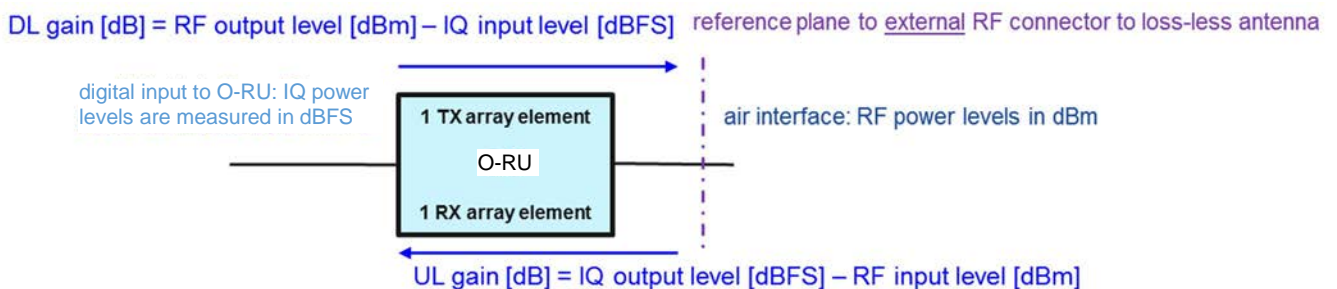 DL gain [dB] = RF output level [dBm] – IQ input level [dBFS]
reference plane to external RF connector to loss-less antenna
digital input to O-RU: IQ power
levels are measured in dBFS
1 TX array element
O-RU
1 RX array element
air interface: RF power levels in dBm
UL gain [dB] = IQ output level [dBFS] – RF input level [dBm]